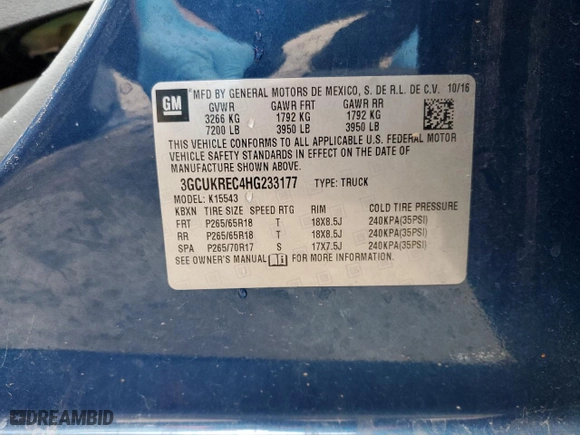 GM
MFD BY GENERAL MOTORS DE MEXICO, S. DE R.L. DE C.V. 10/16
GVWR GAWR FRT GAWR RR
3266 KG 1792 KG 1792 KG
7200 LB 3950 LB 3950 LB
THIS VEHICLE CONFORMS TO ALL APPLICABLE U.S. FEDERAL MOTOR
VEHICLE SAFETY STANDARDS IN EFFECT ON THE DATE OF
MANUFACTURE SHOWN ABOVE.
3GCUKREC4HG233177 TYPE: TRUCK
MODEL: K15543
KBXN TIRE SIZE SPEED RTG RIM COLD TIRE PRESSURE
FRT P265/65R18 T 18X8.5J 240KPA(35PSI)
RR P265/65R18 T 18X8.5J 240KPA(35PSI)
SPA P265/70R17 S 17X7.5J 240KPA(35PSI)
SEE OWNER'S MANUAL
DREAMBID